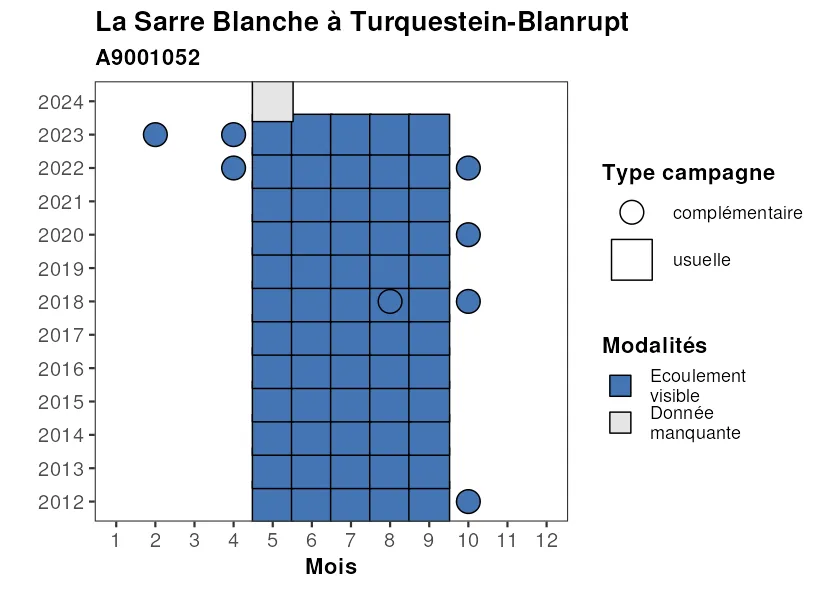 La Sarre Blanche à Turquestein-Blanrupt
A9001052
2024
2023
2022
2021
2020
2019
2018
2017
2016
2015
2014
2013
2012
1 2 3 4 5 6 7 8 9 10 11 12
Mois
Type campagne
complémentaire
usuelle
Modalités
Ecoulement
visible
Donnée
manquante